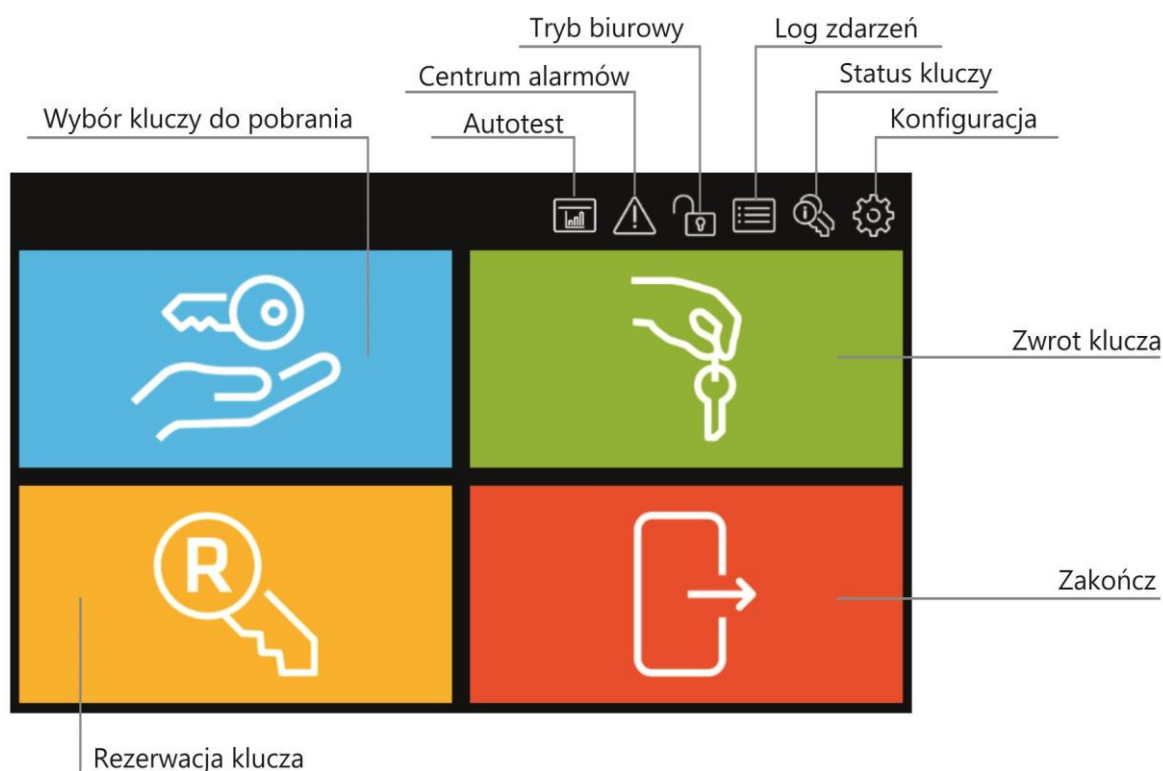 Tryb biurowy
Log zdarzeń
Centrum alarmów
Status kluczy
Wybór kluczy do pobrania
Autotest
Konfiguracja
Zwrot klucza
R
Zakończ
Rezerwacja klucza